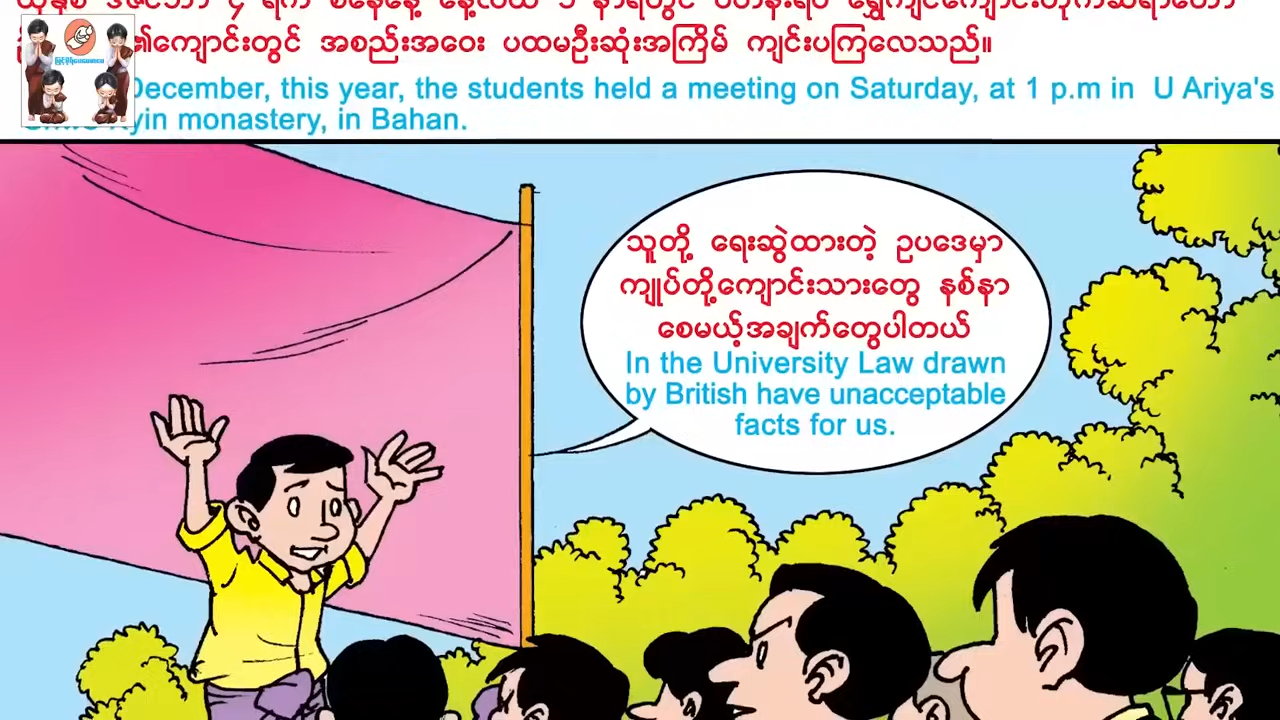 ၏ကျောင်းတွင် အစည်းအဝေး ပထမဦးဆုံးအကြိမ် ကျင်းပကြလေသည်။
December, this year, the students held a meeting on Saturday, at 1 p.m in U Ariya's
monastery, in Bahan.
သူတို့ ရေးဆွဲထားတဲ့ ဥပဒေမှာ
ကျုပ်တို့ကျောင်းသားတွေ နစ်နာ
စေမယ့်အချက်တွေပါတယ်
In the University Law drawn
by British have unacceptable
facts for us.